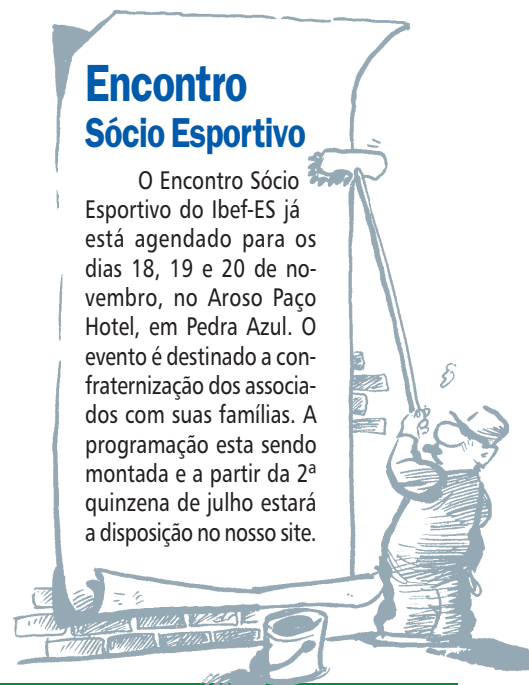 Encontro
Sócio Esportivo
O Encontro Sócio
Esportivo do Ibef-ES já
está agendado para os
dias 18, 19 e 20 de no-
vembro, no Aroso Paço
Hotel, em Pedra Azul. O
evento é destinado a con-
fraternização dos associa-
dos com suas famílias. A
programação esta sendo
montada e a partir da 2ª
quinzena de julho estará
a disposição no nosso site.